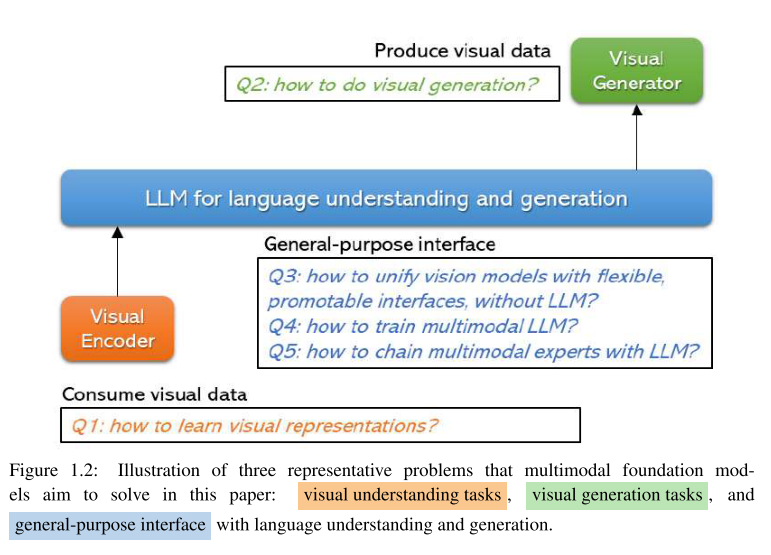 Produce visual data
Visual
Generator
Q2: how to do visual generation?
LLM for language understanding and generation
General-purpose interface
Q3: how to unify vision models with flexible,
promotable interfaces, without LLM?
Q4: how to train multimodal LLM?
Q5: how to chain multimodal experts with LLM?
Visual
Encoder
Consume visual data
Q1: how to learn visual representations?
Figure 1.2: Illustration of three representative problems that multimodal foundation mod-
els aim to solve in this paper: visual understanding tasks , visual generation tasks , and
general-purpose interface with language understanding and generation.